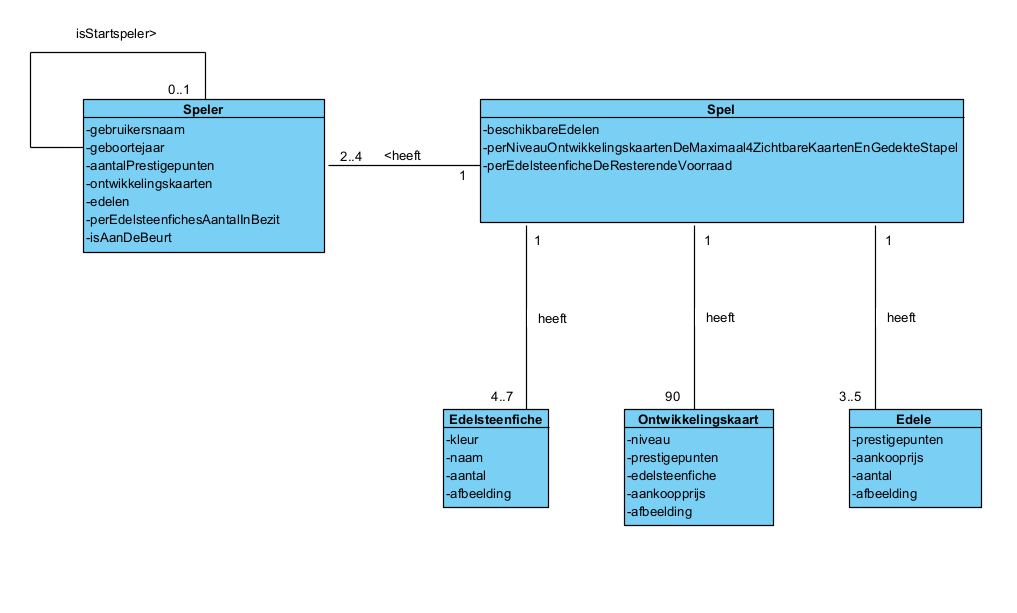 isStartspeler>
0..1
Speler
-gebruikersnaam
-geboortejaar
-aantalPrestigepunten
-ontwikkelingskaarten
-edelen
-perEdelsteenfichesAantalInBezit
-isAanDeBeurt
2..4
<heeft
1
Spel
-beschikbareEdelen
-perNiveauOntwikkelingskaartenDeMaximaal4ZichtbareKaartenEnGedekteStapel
-perEdelsteenficheDeResterendeVoorraad
1
1
1
heeft
heeft
heeft
4..7
90
3..5
Edelsteenfiche
-kleur
-naam
-aantal
-afbeelding
Ontwikkelingskaart
-niveau
-prestigepunten
-edelsteenfiche
-aankoopprijs
-afbeelding
Edele
-prestigepunten
-aankooprijs
-aantal
-afbeelding